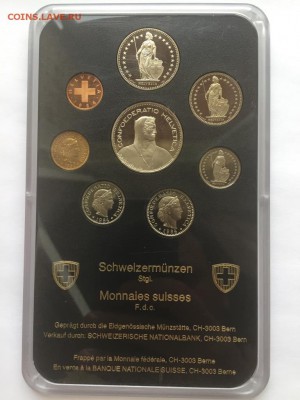 COINS.LAVE.RU
CONFOEDERATIO HELVETICA
Schweizermünzen
Stgl.
Monnaies suisses
F.d.c.
Geprägt durch die Eidgenössische Münzstätte, CH-3003 Bern
Verkauf durch: SCHWEIZERISCHE NATIONALBANK, CH-3003 Bern
Frappé par la Monnaie fédérale, CH-3003 Berne
En vente à la BANQUE NATIONALE SUISSE, CH-3003 Berne